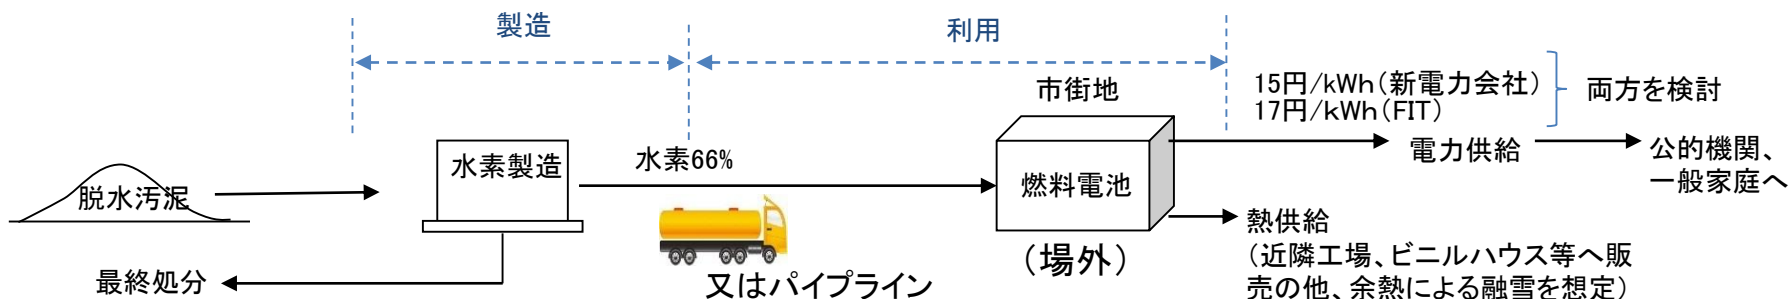 製造
利用
市街地
15円/kWh(新電力会社)
17円/kWh(FIT)
両方を検討
水素製造
水素66%
燃料電池
電力供給
公的機関、
一般家庭へ
脱水汚泥
熱供給
(近隣工場、ビニルハウス等へ販
売の他、余熱による融雪を想定)
(場外)
最終処分
又はパイプライン